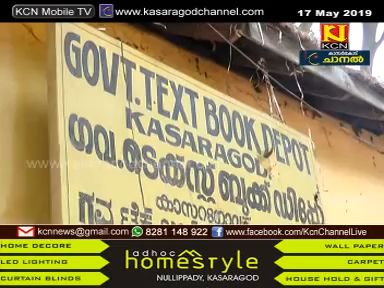 KCN Mobile TV
www.kasaragodchannel.com
17 May 2019
KCN
കാസർകോട്
ചാനൽ
GOVT. TEXT BOOK DEPOT
KASARAGOD
ഗവ. ടെക്സ്റ്റ് ബുക്ക് ഡിപ്പോ
കാസറഗോഡ്
kcnnews@gmail.com 8281 148 922 www.facebook.com/KcnChannelLive
HOME DECORE
LED LIGHTING
CURTAIN BLINDS
adhoc
homestyle
NULLIPPADY, KASARAGOD
WALL PAPER
CARPET
HOUSE HOLD & GIFT